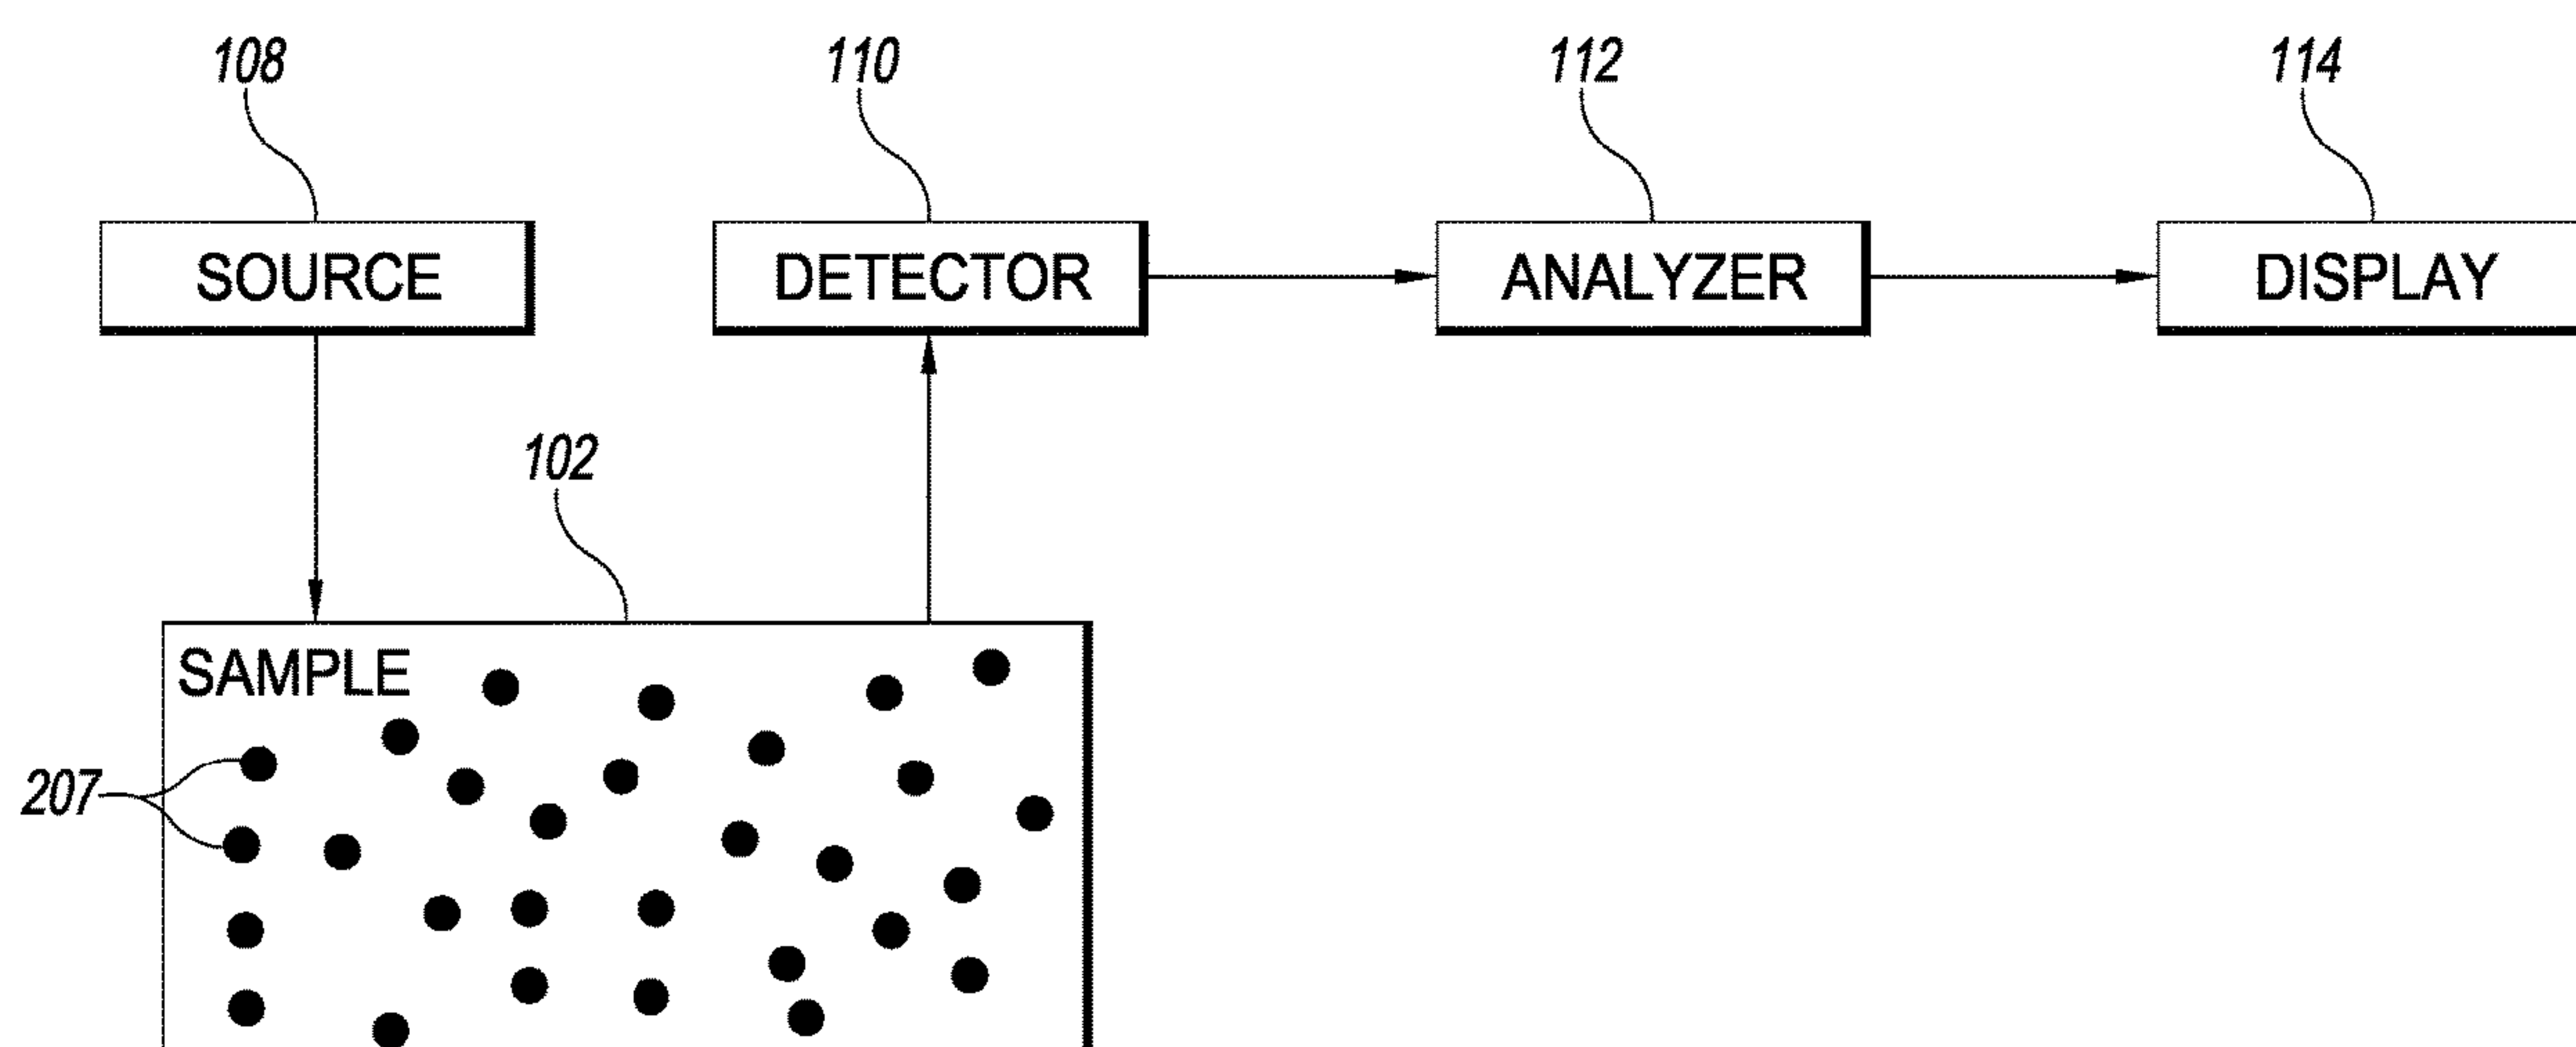 108 110 112 114
SOURCE DETECTOR ANALYZER DISPLAY
102
SAMPLE
207